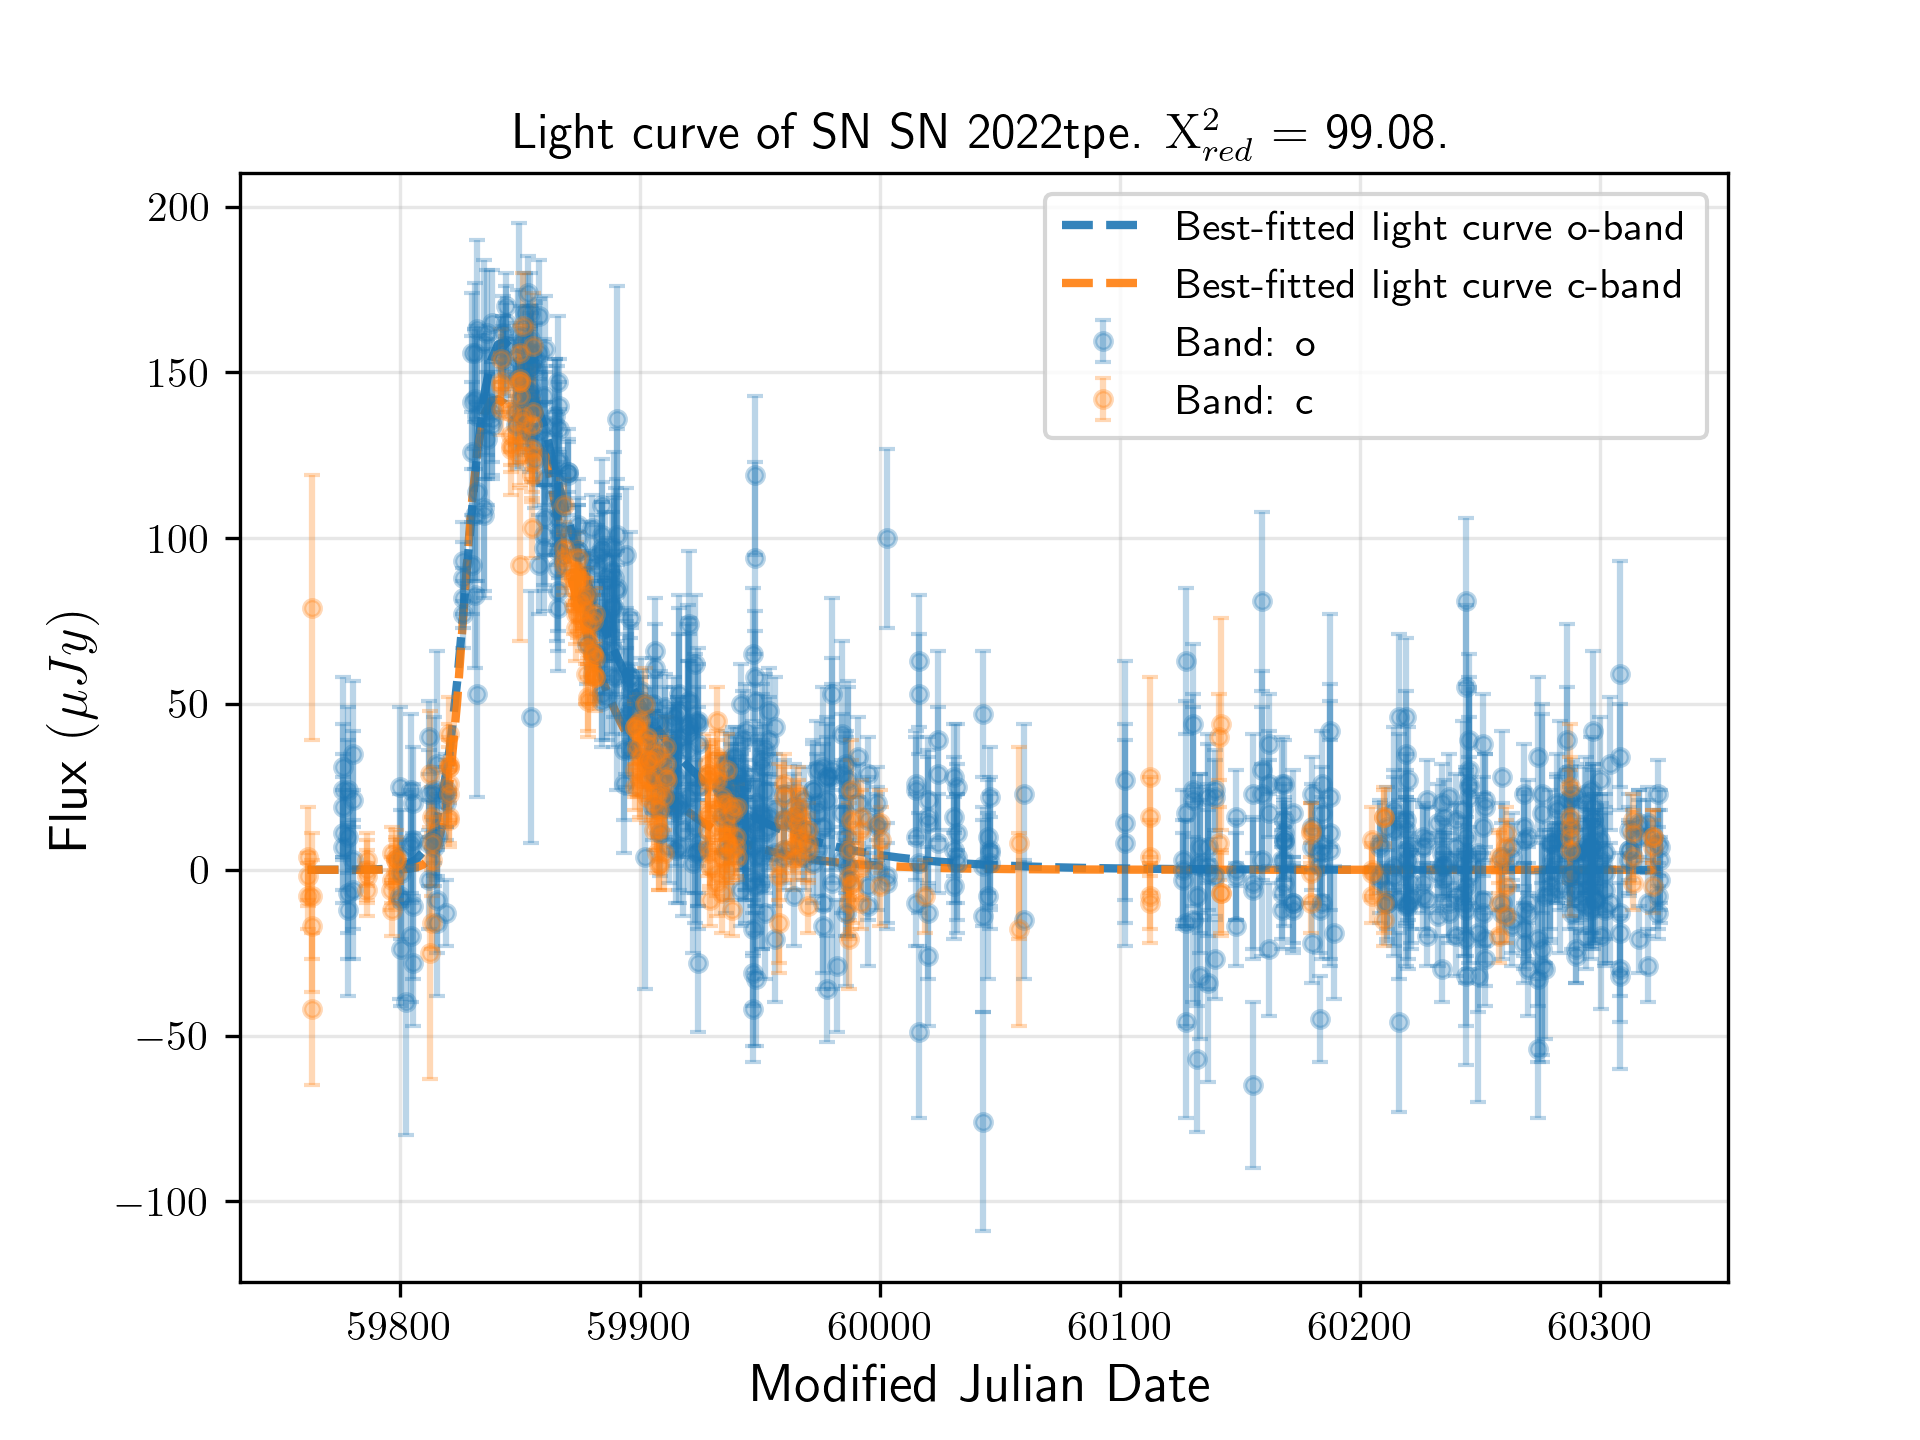 Light curve of SN SN 2022tpe. X²_red = 99.08.
Best-fitted light curve o-band
Best-fitted light curve c-band
Band: o
Band: c
Flux (μJy)
200
150
100
50
0
−50
−100
59800 59900 60000 60100 60200 60300
Modified Julian Date